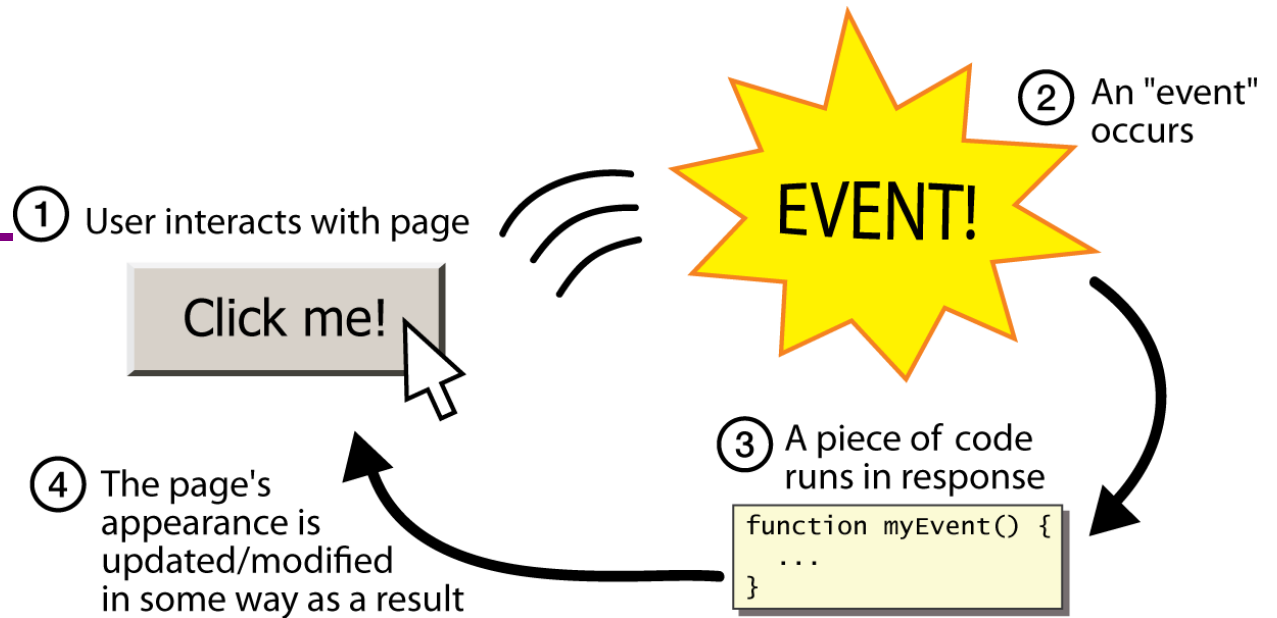 1 User interacts with page
Click me!
EVENT!
2 An "event"
occurs
3 A piece of code
runs in response
function myEvent() {
...
}
4 The page's
appearance is
updated/modified
in some way as a result